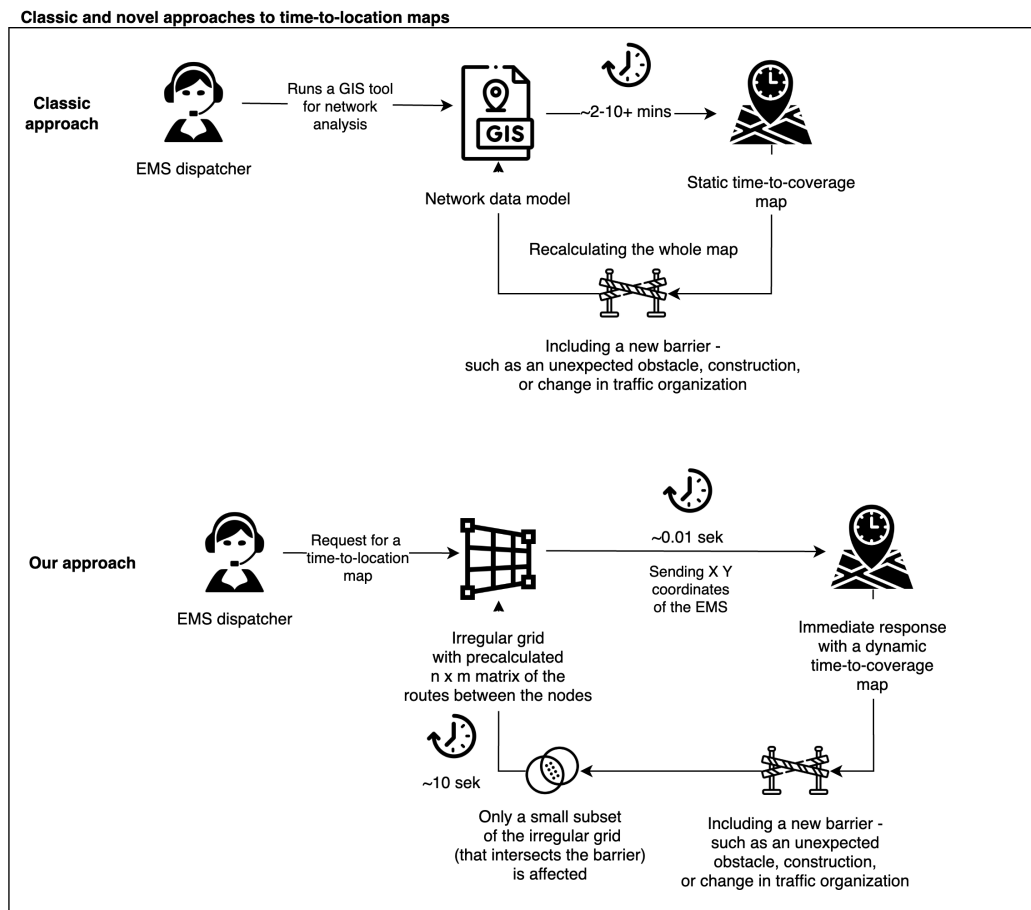 Classic and novel approaches to time-to-location maps
Classic
approach
EMS dispatcher
Runs a GIS tool
for network
analysis
GIS
Network data model
~2-10+ mins
Static time-to-coverage
map
Recalculating the whole map
Including a new barrier -
such as an unexpected obstacle, construction,
or change in traffic organization
Our approach
EMS dispatcher
Request for a
time-to-location
map
Irregular grid
with precalculated
n x m matrix of the
routes between the nodes
~0.01 sek
Sending X Y
coordinates
of the EMS
Immediate response
with a dynamic
time-to-coverage
map
~10 sek
Only a small subset
of the irregular grid
(that intersects the barrier)
is affected
Including a new barrier -
such as an unexpected
obstacle, construction,
or change in traffic organization